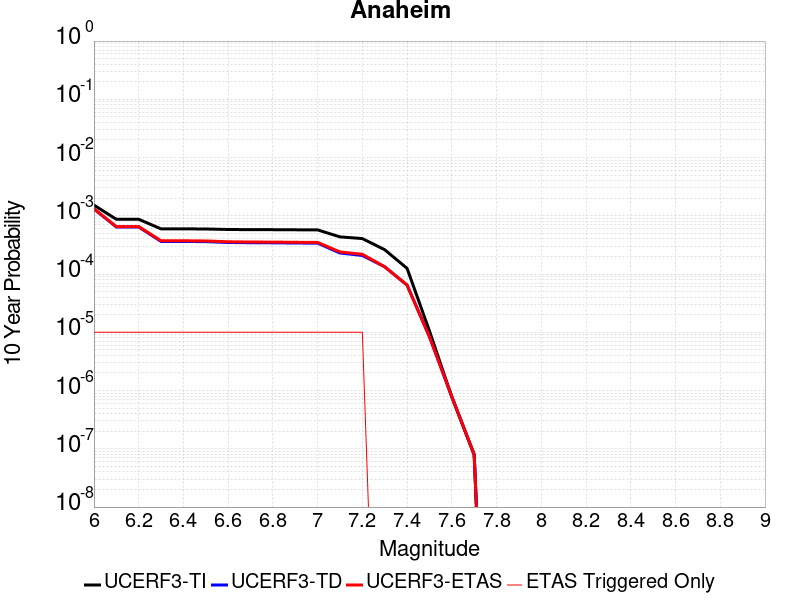 Anaheim
10^0
10^-1
10^-2
10^-3
10^-4
10^-5
10^-6
10^-7
10^-8
10 Year Probability
6 6.2 6.4 6.6 6.8 7 7.2 7.4 7.6 7.8 8 8.2 8.4 8.6 8.8 9
Magnitude
UCERF3-TI UCERF3-TD UCERF3-ETAS ETAS Triggered Only